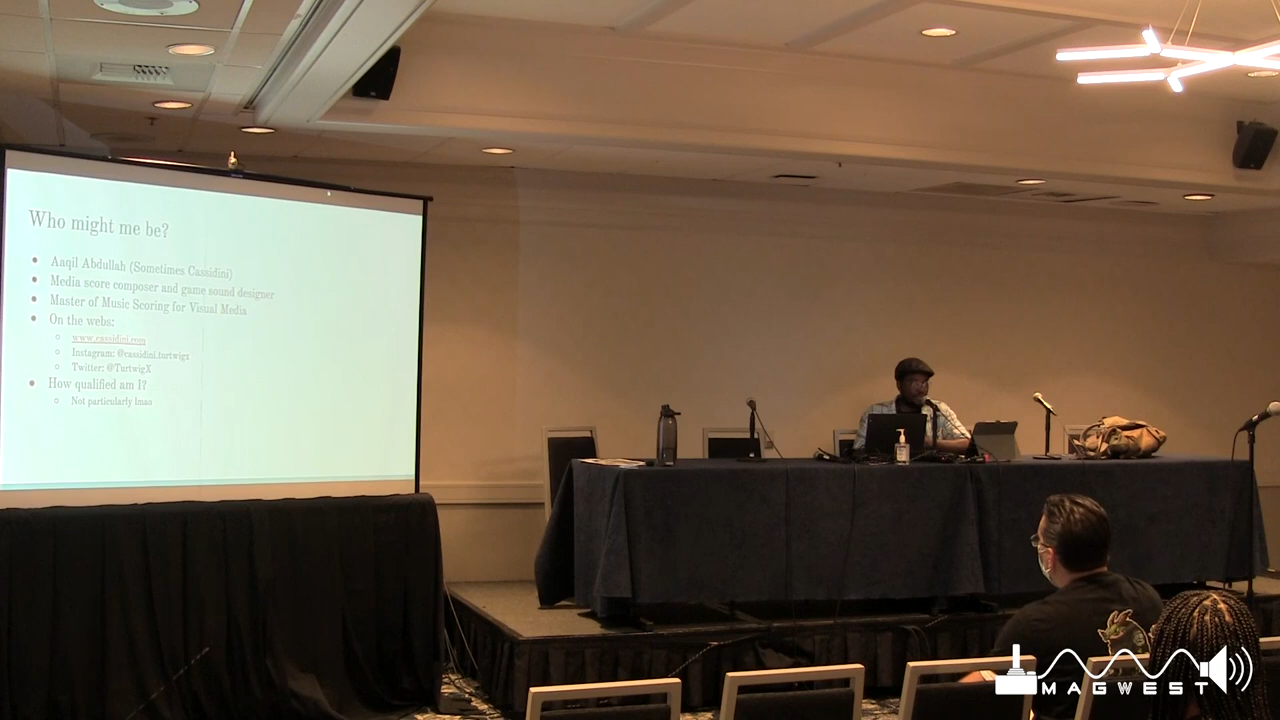 Who might me be?
Aaqil Abdullah (Sometimes Cassidini)
Media score composer and game sound designer
Master of Music Scoring for Visual Media
On the webs:
www.cassidini.com
Instagram: @cassidini.turtwigx
Twitter: @TurtwigX
How qualified am I?
Not particularly lmao
MAGWEST